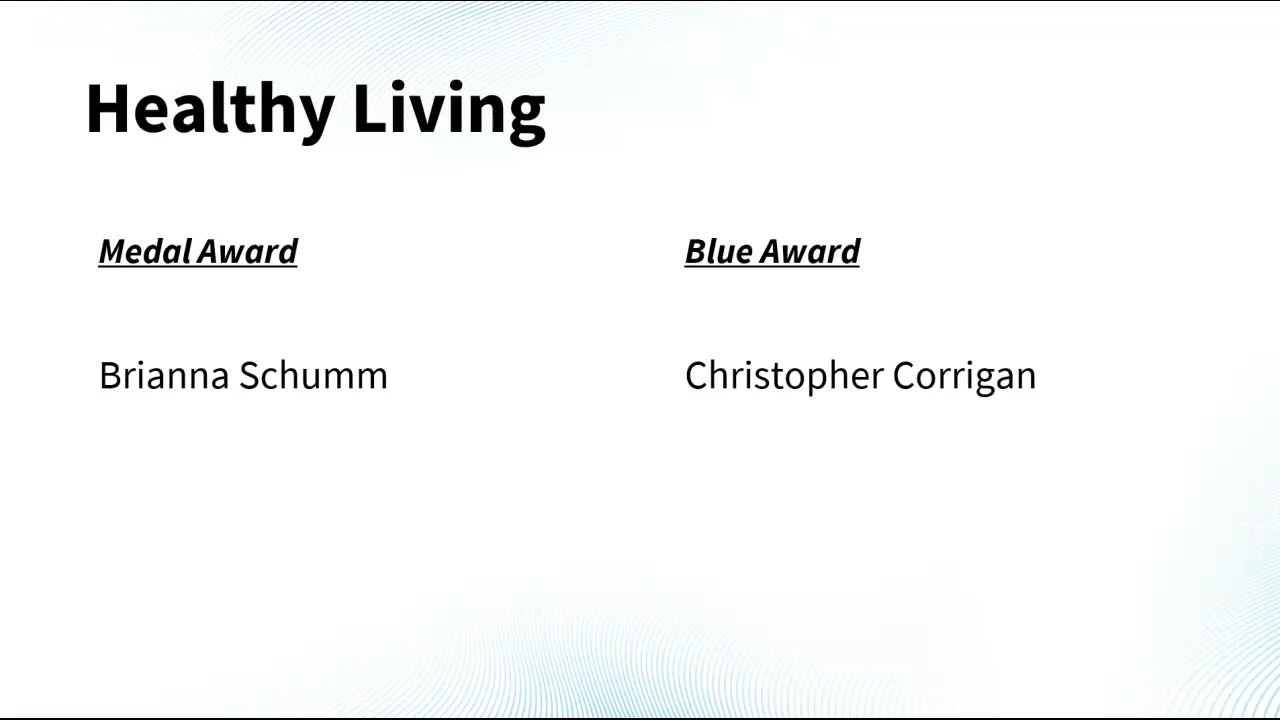 Healthy Living
Medal Award
Brianna Schumm
Blue Award
Christopher Corrigan